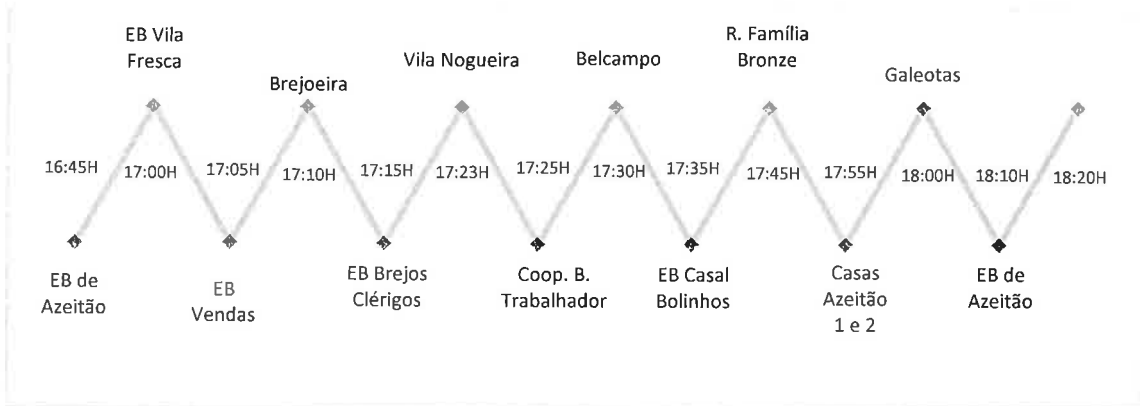 EB Vila
Fresca
Brejoeira
Vila Nogueira
Belcampo
R. Família
Bronze
Galeotas
16:45H
17:00H
17:05H
17:10H
17:15H
17:23H
17:25H
17:30H
17:35H
17:45H
17:55H
18:00H
18:10H
18:20H
EB de
Azeitão
EB
Vendas
EB Brejos
Clérigos
Coop. B.
Trabalhador
EB Casal
Bolinhos
Casas
Azeitão
1 e 2
EB de
Azeitão